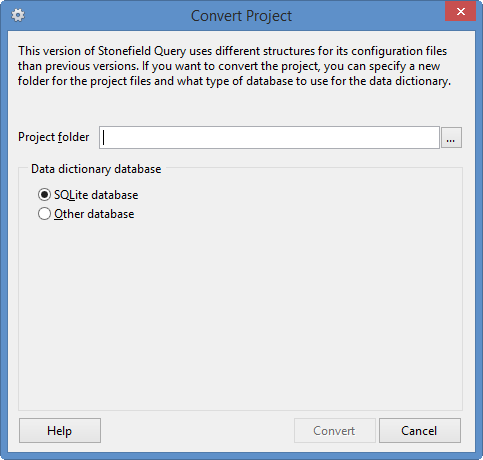 Convert Project
This version of Stonefield Query uses different structures for its configuration files
than previous versions. If you want to convert the project, you can specify a new
folder for the project files and what type of database to use for the data dictionary.
Project folder
...
Data dictionary database
SQLite database
Other database
Help
Convert
Cancel